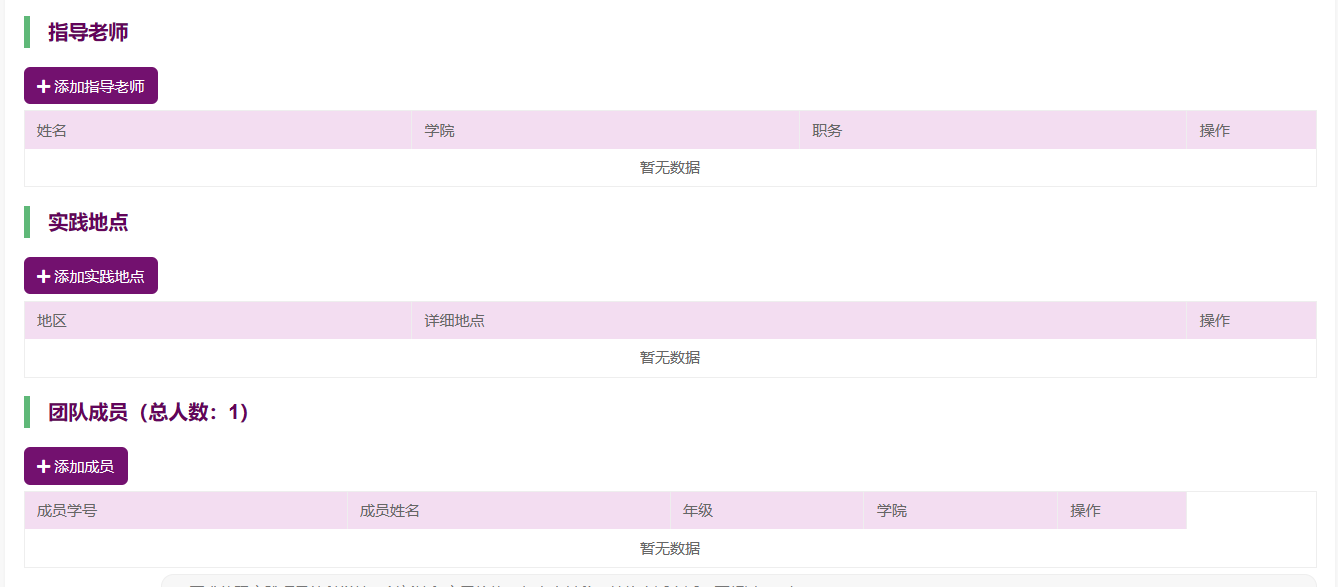 指导老师
添加指导老师
姓名 学院 职务 操作
暂无数据
实践地点
添加实践地点
地区 详细地点 操作
暂无数据
团队成员（总人数：1）
添加成员
成员学号 成员姓名 年级 学院 操作
暂无数据